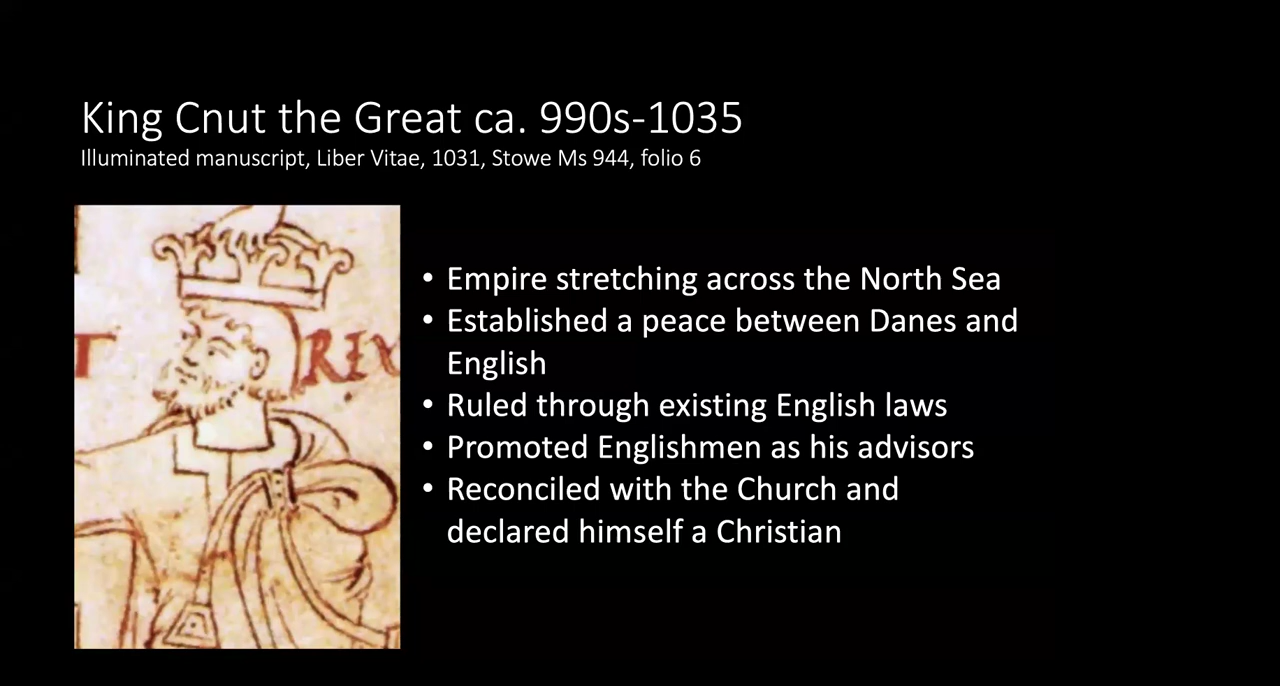 King Cnut the Great ca. 990s-1035
Illuminated manuscript, Liber Vitae, 1031, Stowe Ms 944, folio 6
T REX
• Empire stretching across the North Sea
• Established a peace between Danes and
English
• Ruled through existing English laws
• Promoted Englishmen as his advisors
• Reconciled with the Church and
declared himself a Christian